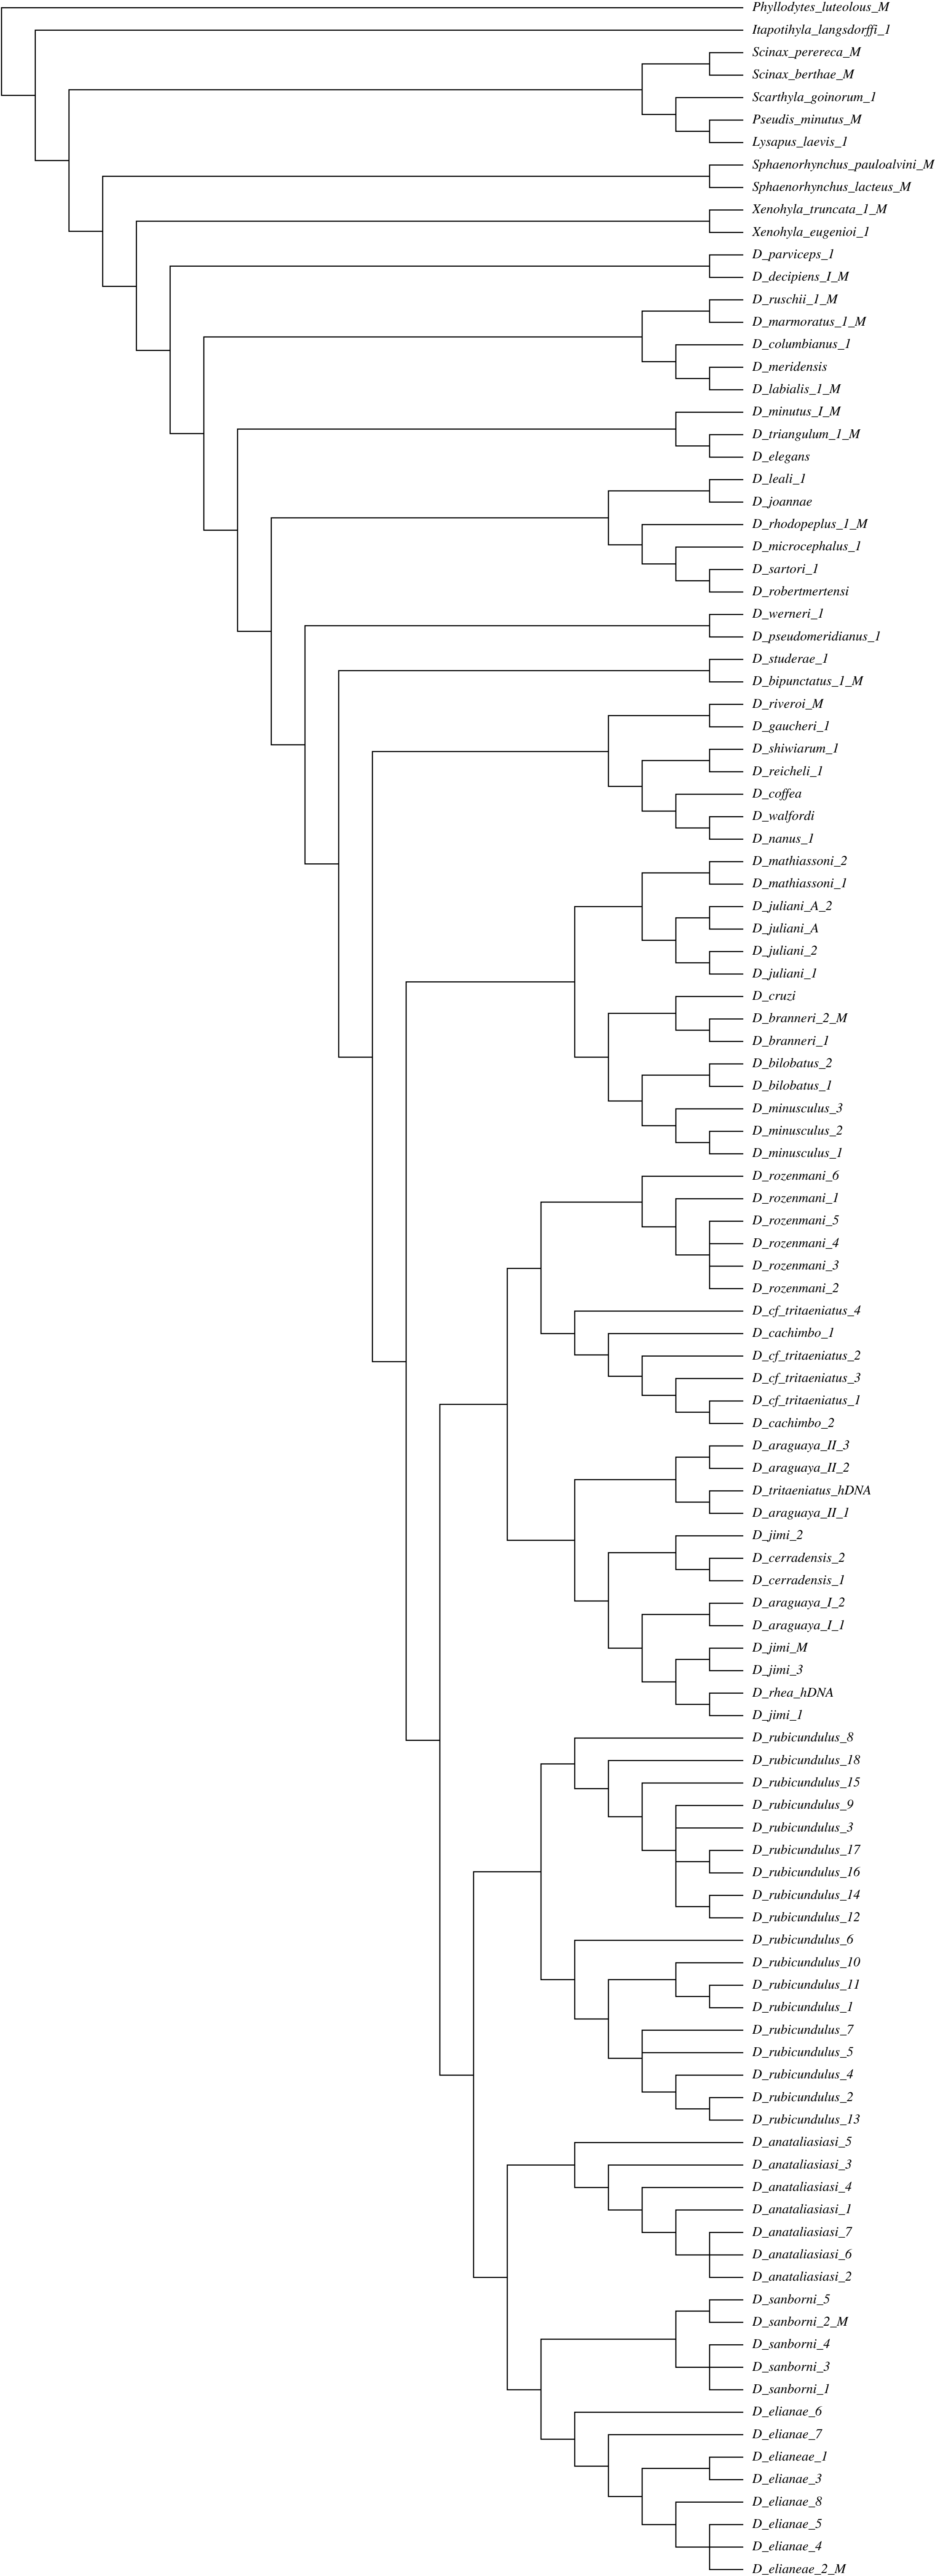 Phyllodytes_luteolous_M
Itapotihyla_langsdorffi_1
Scinax_perereca_M
Scinax_berthae_M
Scarthyla_goinorum_1
Pseudis_minutus_M
Lysapus_laevis_1
Sphaenorhynchus_pauloalvini_M
Sphaenorhynchus_lacteus_M
Xenohyla_truncata_1_M
Xenohyla_eugenioi_1
D_parviceps_1
D_decipiens_I_M
D_ruschii_1_M
D_marmoratus_1_M
D_columbianus_1
D_meridensis
D_labialis_1_M
D_minutus_I_M
D_triangulum_1_M
D_elegans
D_leali_1
D_joannae
D_rhodopeplus_1_M
D_microcephalus_1
D_sartori_1
D_robertmertensi
D_werneri_1
D_pseudomeridianus_1
D_studerae_1
D_bipunctatus_1_M
D_riveroi_M
D_gaucheri_1
D_shiwiarum_1
D_reicheli_1
D_coffea
D_walfordi
D_nanus_1
D_mathiassoni_2
D_mathiassoni_1
D_juliani_A_2
D_juliani_A
D_juliani_2
D_juliani_1
D_cruzi
D_branneri_2_M
D_branneri_1
D_bilobatus_2
D_bilobatus_1
D_minusculus_3
D_minusculus_2
D_minusculus_1
D_rozenmani_6
D_rozenmani_1
D_rozenmani_5
D_rozenmani_4
D_rozenmani_3
D_rozenmani_2
D_cf_tritaeniatus_4
D_cachimbo_1
D_cf_tritaeniatus_2
D_cf_tritaeniatus_3
D_cf_tritaeniatus_1
D_cachimbo_2
D_araguaya_II_3
D_araguaya_II_2
D_tritaeniatus_hDNA
D_araguaya_II_1
D_jimi_2
D_cerradensis_2
D_cerradensis_1
D_araguaya_I_2
D_araguaya_I_1
D_jimi_M
D_jimi_3
D_rhea_hDNA
D_jimi_1
D_rubicundulus_8
D_rubicundulus_18
D_rubicundulus_15
D_rubicundulus_9
D_rubicundulus_3
D_rubicundulus_17
D_rubicundulus_16
D_rubicundulus_14
D_rubicundulus_12
D_rubicundulus_6
D_rubicundulus_10
D_rubicundulus_11
D_rubicundulus_1
D_rubicundulus_7
D_rubicundulus_5
D_rubicundulus_4
D_rubicundulus_2
D_rubicundulus_13
D_anataliasiasi_5
D_anataliasiasi_3
D_anataliasiasi_4
D_anataliasiasi_1
D_anataliasiasi_7
D_anataliasiasi_6
D_anataliasiasi_2
D_sanborni_5
D_sanborni_2_M
D_sanborni_4
D_sanborni_3
D_sanborni_1
D_elianae_6
D_elianae_7
D_elianeae_1
D_elianae_3
D_elianae_8
D_elianae_5
D_elianae_4
D_elianeae_2_M